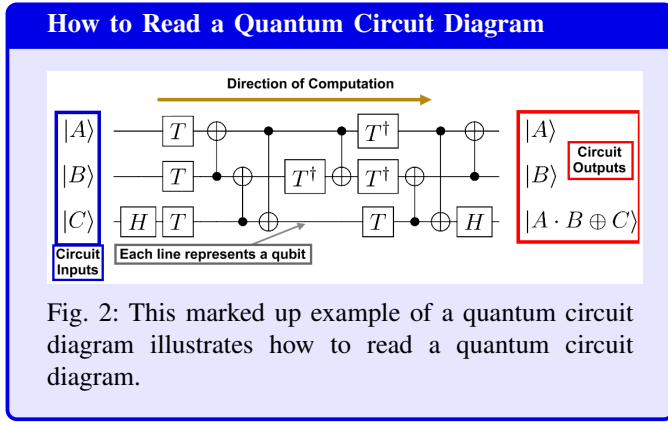 How to Read a Quantum Circuit Diagram
Direction of Computation
|A⟩ T T† |A⟩
|B⟩ T T† T† |B⟩
Circuit
Outputs
|C⟩ H T T H |A · B ⊕ C⟩
Circuit
Inputs
Each line represents a qubit
Fig. 2: This marked up example of a quantum circuit
diagram illustrates how to read a quantum circuit
diagram.